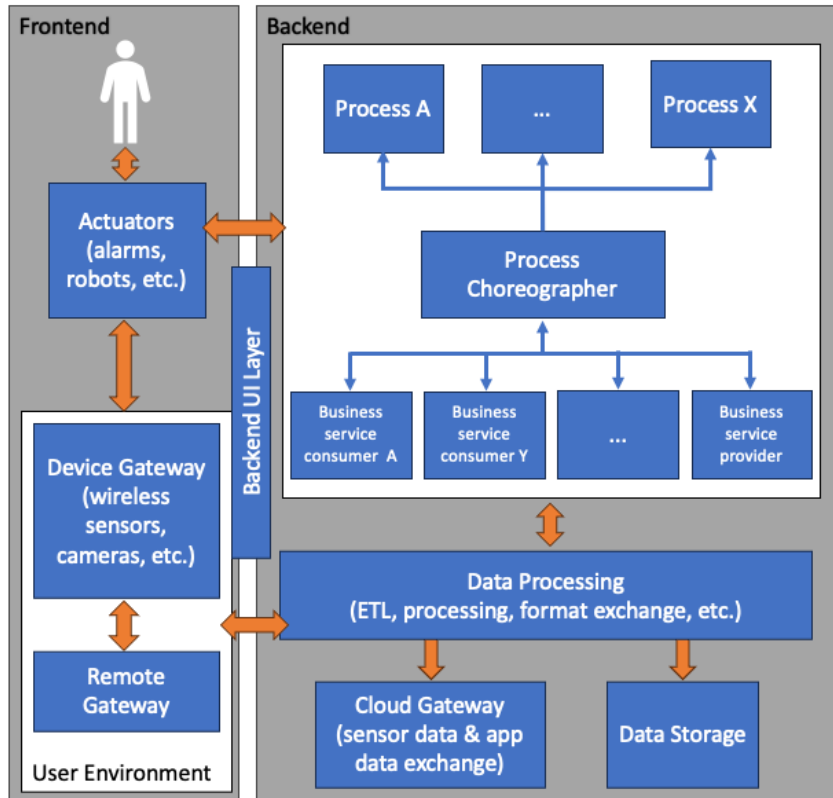 Frontend
Actuators
(alarms,
robots, etc.)
Device Gateway
(wireless
sensors,
cameras, etc.)
Remote
Gateway
User Environment
Backend UI Layer
Backend
Process A
...
Process X
Process
Choreographer
Business
service
consumer A
Business
service
consumer Y
...
Business
service
provider
Data Processing
(ETL, processing, format exchange, etc.)
Cloud Gateway
(sensor data & app
data exchange)
Data Storage